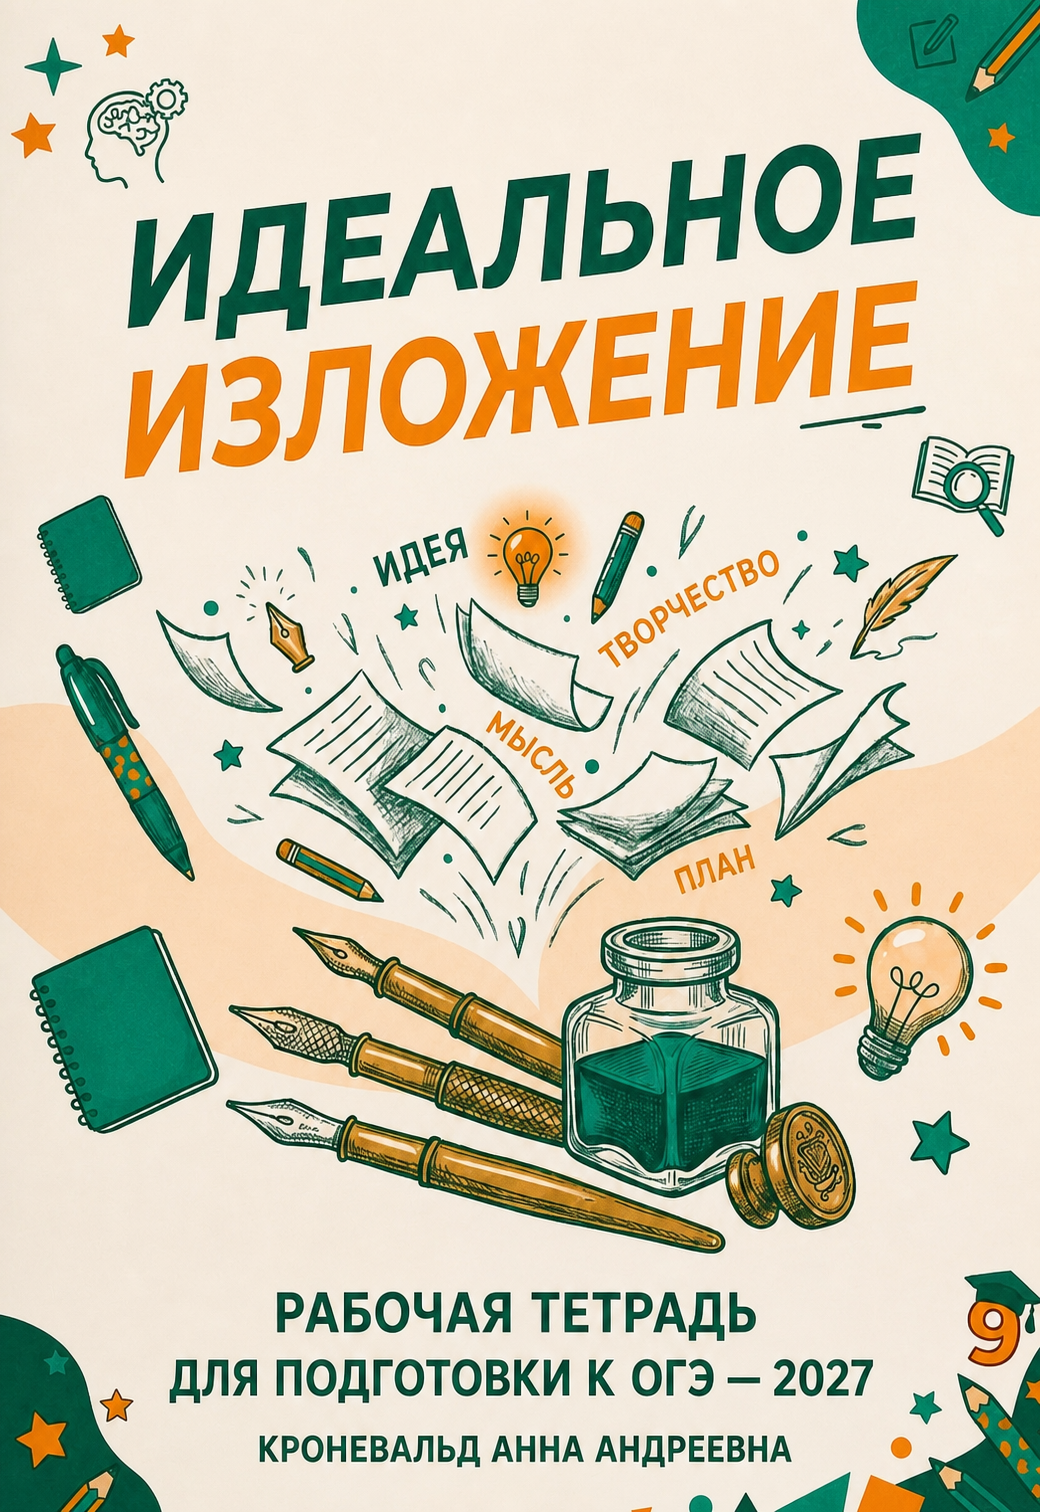 ИДЕАЛЬНОЕ
ИЗЛОЖЕНИЕ
ИДЕЯ
ТВОРЧЕСТВО
МЫСЛЬ
ПЛАН
9
РАБОЧАЯ ТЕТРАДЬ
ДЛЯ ПОДГОТОВКИ К ОГЭ — 2027
КРОНЕВАЛЬД АННА АНДРЕЕВНА